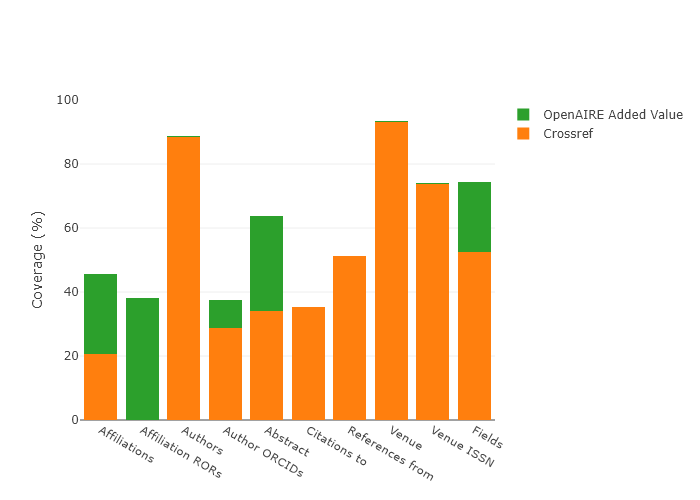 100
80
60
40
20
0
Coverage (%)
Affiliations
Affiliation RORs
Authors
Author ORCIDs
Abstract
Citations to
References from
Venue
Venue ISSN
Fields
OpenAIRE Added Value
Crossref